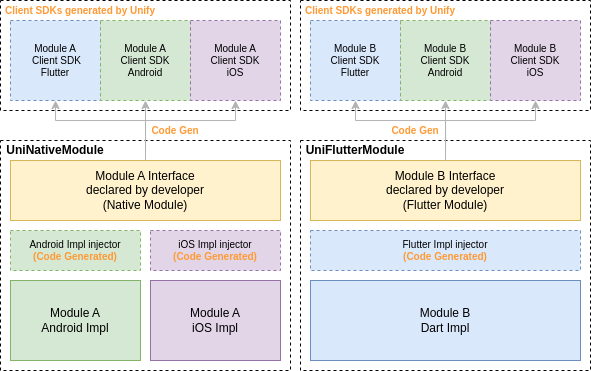 Client SDKs generated by Unify
Module A
Client SDK
Flutter
Module A
Client SDK
Android
Module A
Client SDK
iOS
Code Gen
UniNativeModule
Module A Interface
declared by developer
(Native Module)
Android Impl injector
(Code Generated)
iOS Impl injector
(Code Generated)
Module A
Android Impl
Module A
iOS Impl
Client SDKs generated by Unify
Module B
Client SDK
Flutter
Module B
Client SDK
Android
Module B
Client SDK
iOS
Code Gen
UniFlutterModule
Module B Interface
declared by developer
(Flutter Module)
Flutter Impl injector
(Code Generated)
Module B
Dart Impl